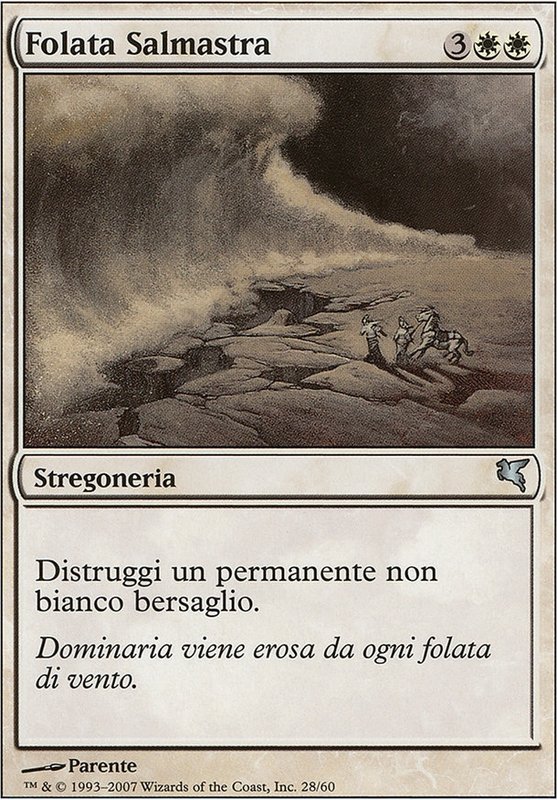 Folata Salmastra 3
Stregoneria
Distruggi un permanente non
bianco bersaglio.
Dominaria viene erosa da ogni folata
di vento.
Parente
™ & © 1993–2007 Wizards of the Coast, Inc. 28/60